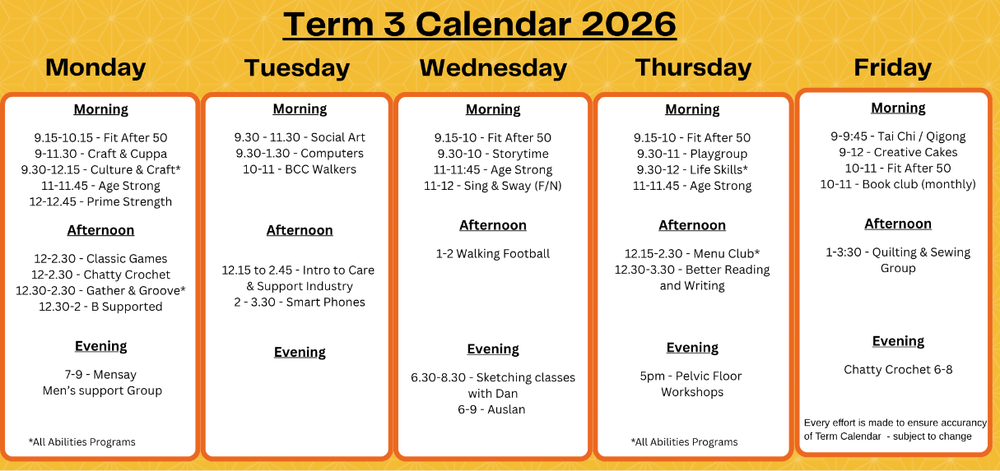 Term 3 Calendar 2026
Monday
Morning
9.15-10.15 - Fit After 50
9-11.30 - Craft & Cuppa
9.30-12.15 - Culture & Craft*
11-11.45 - Age Strong
12-12.45 - Prime Strength
Afternoon
12-2.30 - Classic Games
12-2.30 - Chatty Crochet
12.30-2.30 - Gather & Groove*
12.30-2 - B Supported
Evening
7-9 - Mensay
Men's support Group
*All Abilities Programs
Tuesday
Morning
9.30 - 11.30 - Social Art
9.30-1.30 - Computers
10-11 - BCC Walkers
Afternoon
12.15 to 2.45 - Intro to Care
& Support Industry
2 - 3.30 - Smart Phones
Evening
Wednesday
Morning
9.15-10 - Fit After 50
9.30-10 - Storytime
11-11:45 - Age Strong
11-12 - Sing & Sway (F/N)
Afternoon
1-2 Walking Football
Evening
6.30-8.30 - Sketching classes
with Dan
6-9 - Auslan
Thursday
Morning
9.15-10 - Fit After 50
9.30-11 - Playgroup
9.30-12 - Life Skills*
11-11.45 - Age Strong
Afternoon
12.15-2.30 - Menu Club*
12.30-3.30 - Better Reading
and Writing
Evening
5pm - Pelvic Floor
Workshops
*All Abilities Programs
Friday
Morning
9-9:45 - Tai Chi / Qigong
9-12 - Creative Cakes
10-11 - Fit After 50
10-11 - Book club (monthly)
Afternoon
1-3:30 - Quilting & Sewing
Group
Evening
Chatty Crochet 6-8
Every effort is made to ensure accurancy
of Term Calendar  - subject to change